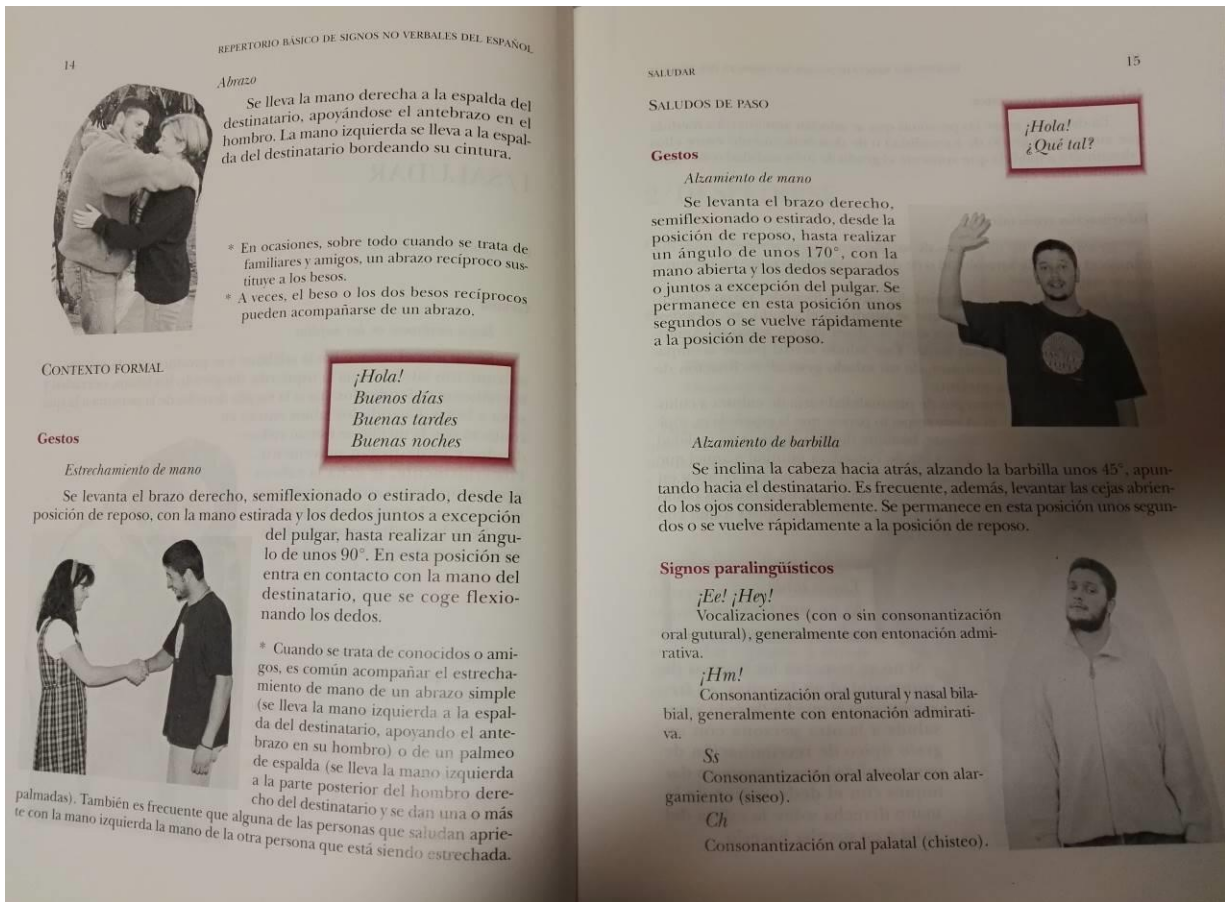 14
REPERTORIO BÁSICO DE SIGNOS NO VERBALES DEL ESPAÑOL
Abrazo
Se lleva la mano derecha a la espalda del
destinatario, apoyándose el antebrazo en el
hombro. La mano izquierda se lleva a la espal-
da del destinatario bordeando su cintura.
* En ocasiones, sobre todo cuando se trata de
familiares y amigos, un abrazo recíproco sus-
tituye a los besos.
* A veces, el beso o los dos besos recíprocos
pueden acompañarse de un abrazo.
CONTEXTO FORMAL
¡Hola!
Buenos días
Buenas tardes
Buenas noches
Gestos
Estrechamiento de mano
Se levanta el brazo derecho, semiflexionado o estirado, desde la
posición de reposo, con la mano estirada y los dedos juntos a excepción
del pulgar, hasta realizar un ángu-
lo de unos 90°. En esta posición se
entra en contacto con la mano del
destinatario, que se coge flexio-
nando los dedos.
* Cuando se trata de conocidos o ami-
gos, es común acompañar el estrecha-
miento de mano de un abrazo simple
(se lleva la mano izquierda a la espal-
da del destinatario, apoyando el ante-
brazo en su hombro) o de un palmeo
de espalda (se lleva la mano izquierda
a la parte posterior del hombro dere-
cho del destinatario y se dan una o más
palmadas). También es frecuente que alguna de las personas que saludan aprie-
te con la mano izquierda la mano de la otra persona que está siendo estrechada.
SALUDAR
15
SALUDOS DE PASO
¡Hola!
¿Qué tal?
Gestos
Alzamiento de mano
Se levanta el brazo derecho,
semiflexionado o estirado, desde la
posición de reposo, hasta realizar
un ángulo de unos 170°, con la
mano abierta y los dedos separados
o juntos a excepción del pulgar. Se
permanece en esta posición unos
segundos o se vuelve rápidamente
a la posición de reposo.
Alzamiento de barbilla
Se inclina la cabeza hacia atrás, alzando la barbilla unos 45°, apun-
tando hacia el destinatario. Es frecuente, además, levantar las cejas abrien-
do los ojos considerablemente. Se permanece en esta posición unos segun-
dos o se vuelve rápidamente a la posición de reposo.
Signos paralingüísticos
¡Ee! ¡Hey!
Vocalizaciones (con o sin consonantización
oral gutural), generalmente con entonación admi-
rativa.
¡Hm!
Consonantización oral gutural y nasal bila-
bial, generalmente con entonación admirati-
va.
Ss
Consonantización oral alveolar con alar-
gamiento (siseo).
Ch
Consonantización oral palatal (chisteo).